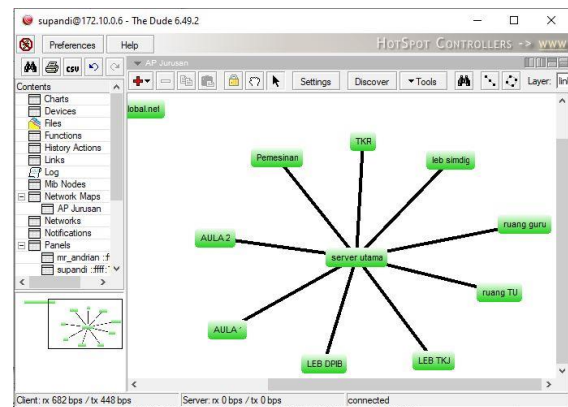 supandi@172.10.0.6 - The Dude 6.49.2
Preferences
Help
HotSpot Controllers -> www
csv
AP Jurusan
Settings
Discover
Tools
Layer:
Contents
Charts
Devices
Files
Functions
History Actions
Links
Log
Mib Nodes
Network Maps
AP Jurusan
Networks
Notifications
Panels
mr_andrian ::f
supandi ::ffff:
lobal.net
TKR
Pemesinan
leb simdig
ruang guru
AULA 2
server utama
ruang TU
AULA
LEB DPIB
LEB TKJ
Client: rx 682 bps / tx 448 bps
Server: rx 0 bps / tx 0 bps
connected